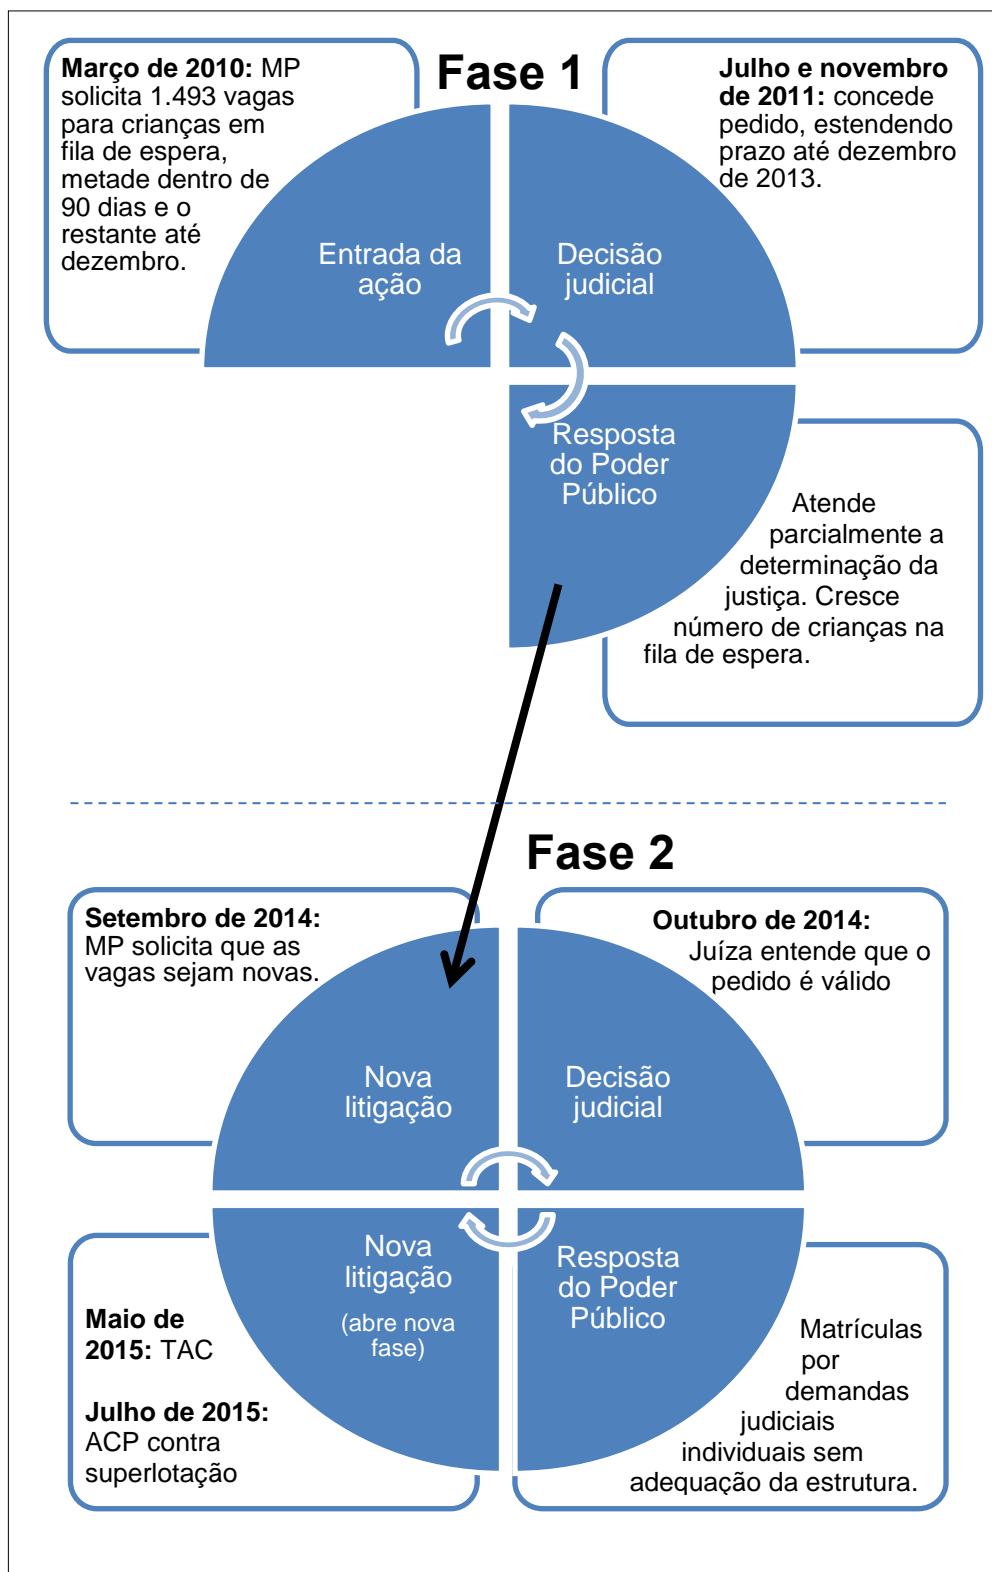 Fase 1
Março de 2010: MP
solicita 1.493 vagas
para crianças em
fila de espera,
metade dentro de
90 dias e o
restante até
dezembro.
Entrada da
ação
Julho e novembro
de 2011: concede
pedido, estendendo
prazo até dezembro
de 2013.
Decisão
judicial
Resposta
do Poder
Público
Atende
parcialmente a
determinação da
justiça. Cresce
número de crianças na
fila de espera.
Fase 2
Setembro de 2014:
MP solicita que as
vagas sejam novas.
Nova
litigação
Outubro de 2014:
Juíza entende que o
pedido é válido
Decisão
judicial
Resposta
do Poder
Público
Matrículas
por
demandas
judiciais
individuais sem
adequação da estrutura.
Nova
litigação
(abre nova
fase)
Maio de
2015: TAC
Julho de 2015:
ACP contra
superlotação